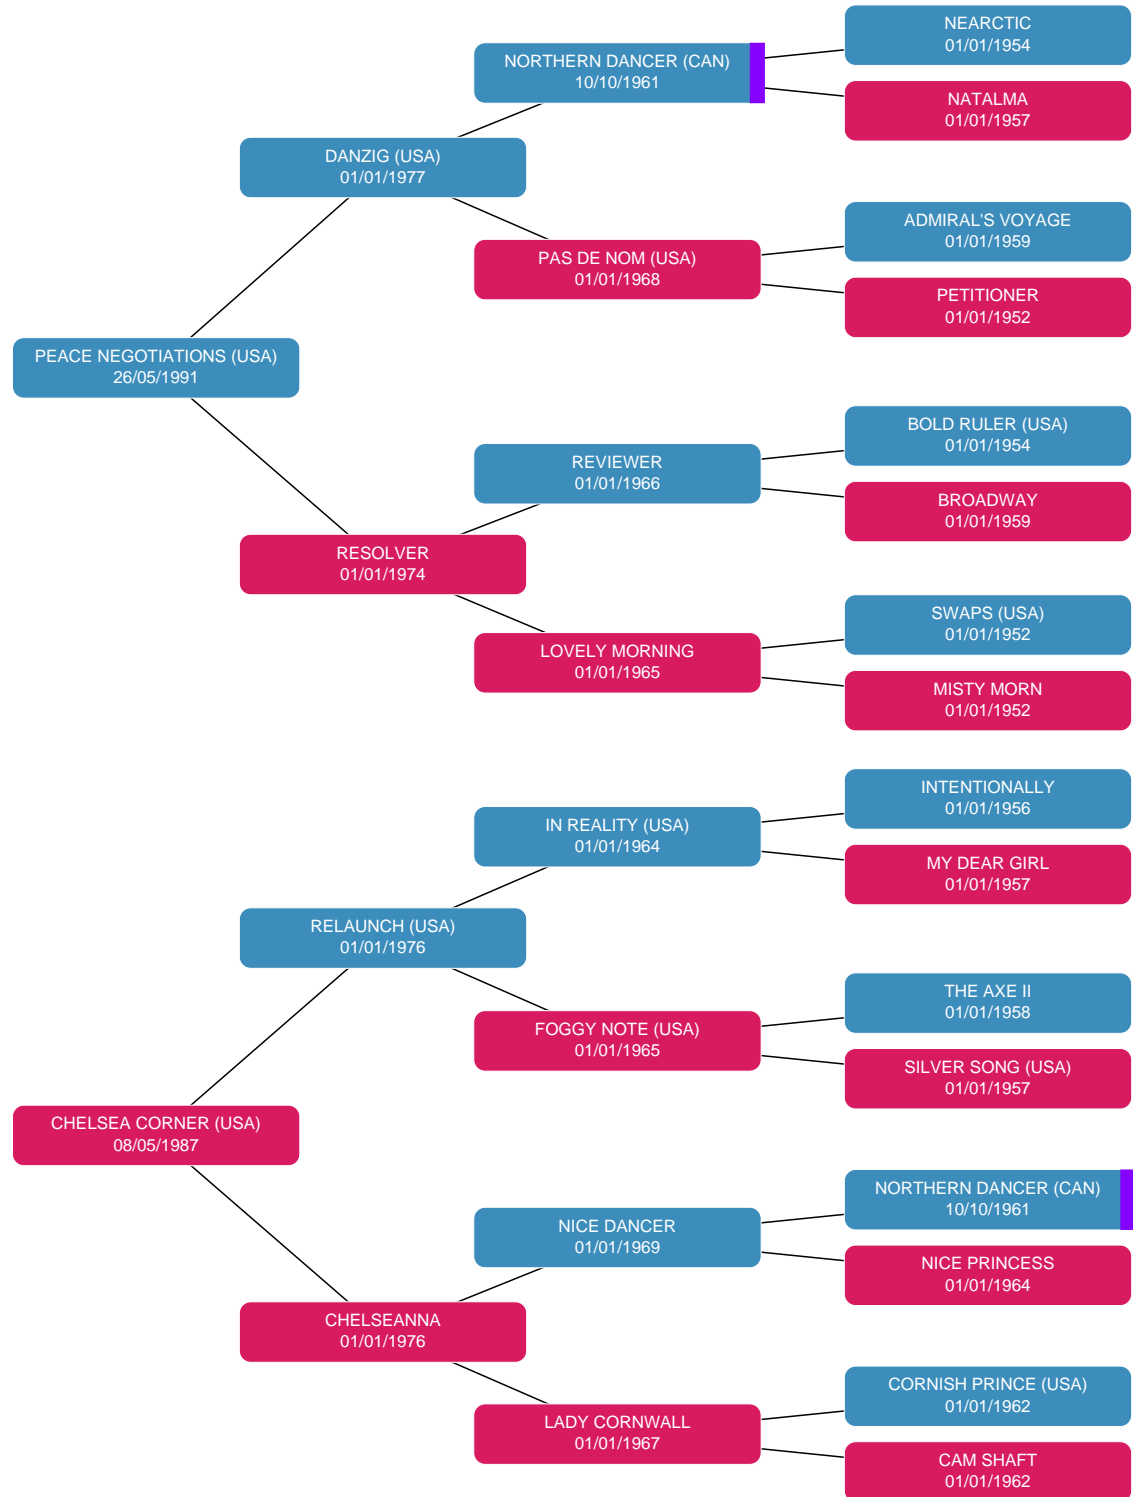 NEARCTIC
01/01/1954
NORTHERN DANCER (CAN)
10/10/1961
NATALMA
01/01/1957
DANZIG (USA)
01/01/1977
ADMIRAL'S VOYAGE
01/01/1959
PAS DE NOM (USA)
01/01/1968
PETITIONER
01/01/1952
PEACE NEGOTIATIONS (USA)
26/05/1991
BOLD RULER (USA)
01/01/1954
REVIEWER
01/01/1966
BROADWAY
01/01/1959
RESOLVER
01/01/1974
SWAPS (USA)
01/01/1952
LOVELY MORNING
01/01/1965
MISTY MORN
01/01/1952
INTENTIONALLY
01/01/1956
IN REALITY (USA)
01/01/1964
MY DEAR GIRL
01/01/1957
RELAUNCH (USA)
01/01/1976
THE AXE II
01/01/1958
FOGGY NOTE (USA)
01/01/1965
SILVER SONG (USA)
01/01/1957
CHELSEA CORNER (USA)
08/05/1987
NORTHERN DANCER (CAN)
10/10/1961
NICE DANCER
01/01/1969
NICE PRINCESS
01/01/1964
CHELSEANNA
01/01/1976
CORNISH PRINCE (USA)
01/01/1962
LADY CORNWALL
01/01/1967
CAM SHAFT
01/01/1962